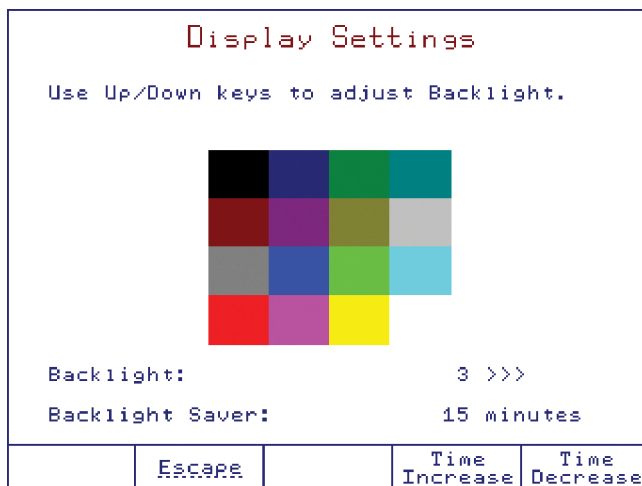 Display Settings
Use Up/Down keys to adjust Backlight.
Backlight: 3 >>>
Backlight Saver: 15 minutes
Escape
Time Increase
Time Decrease